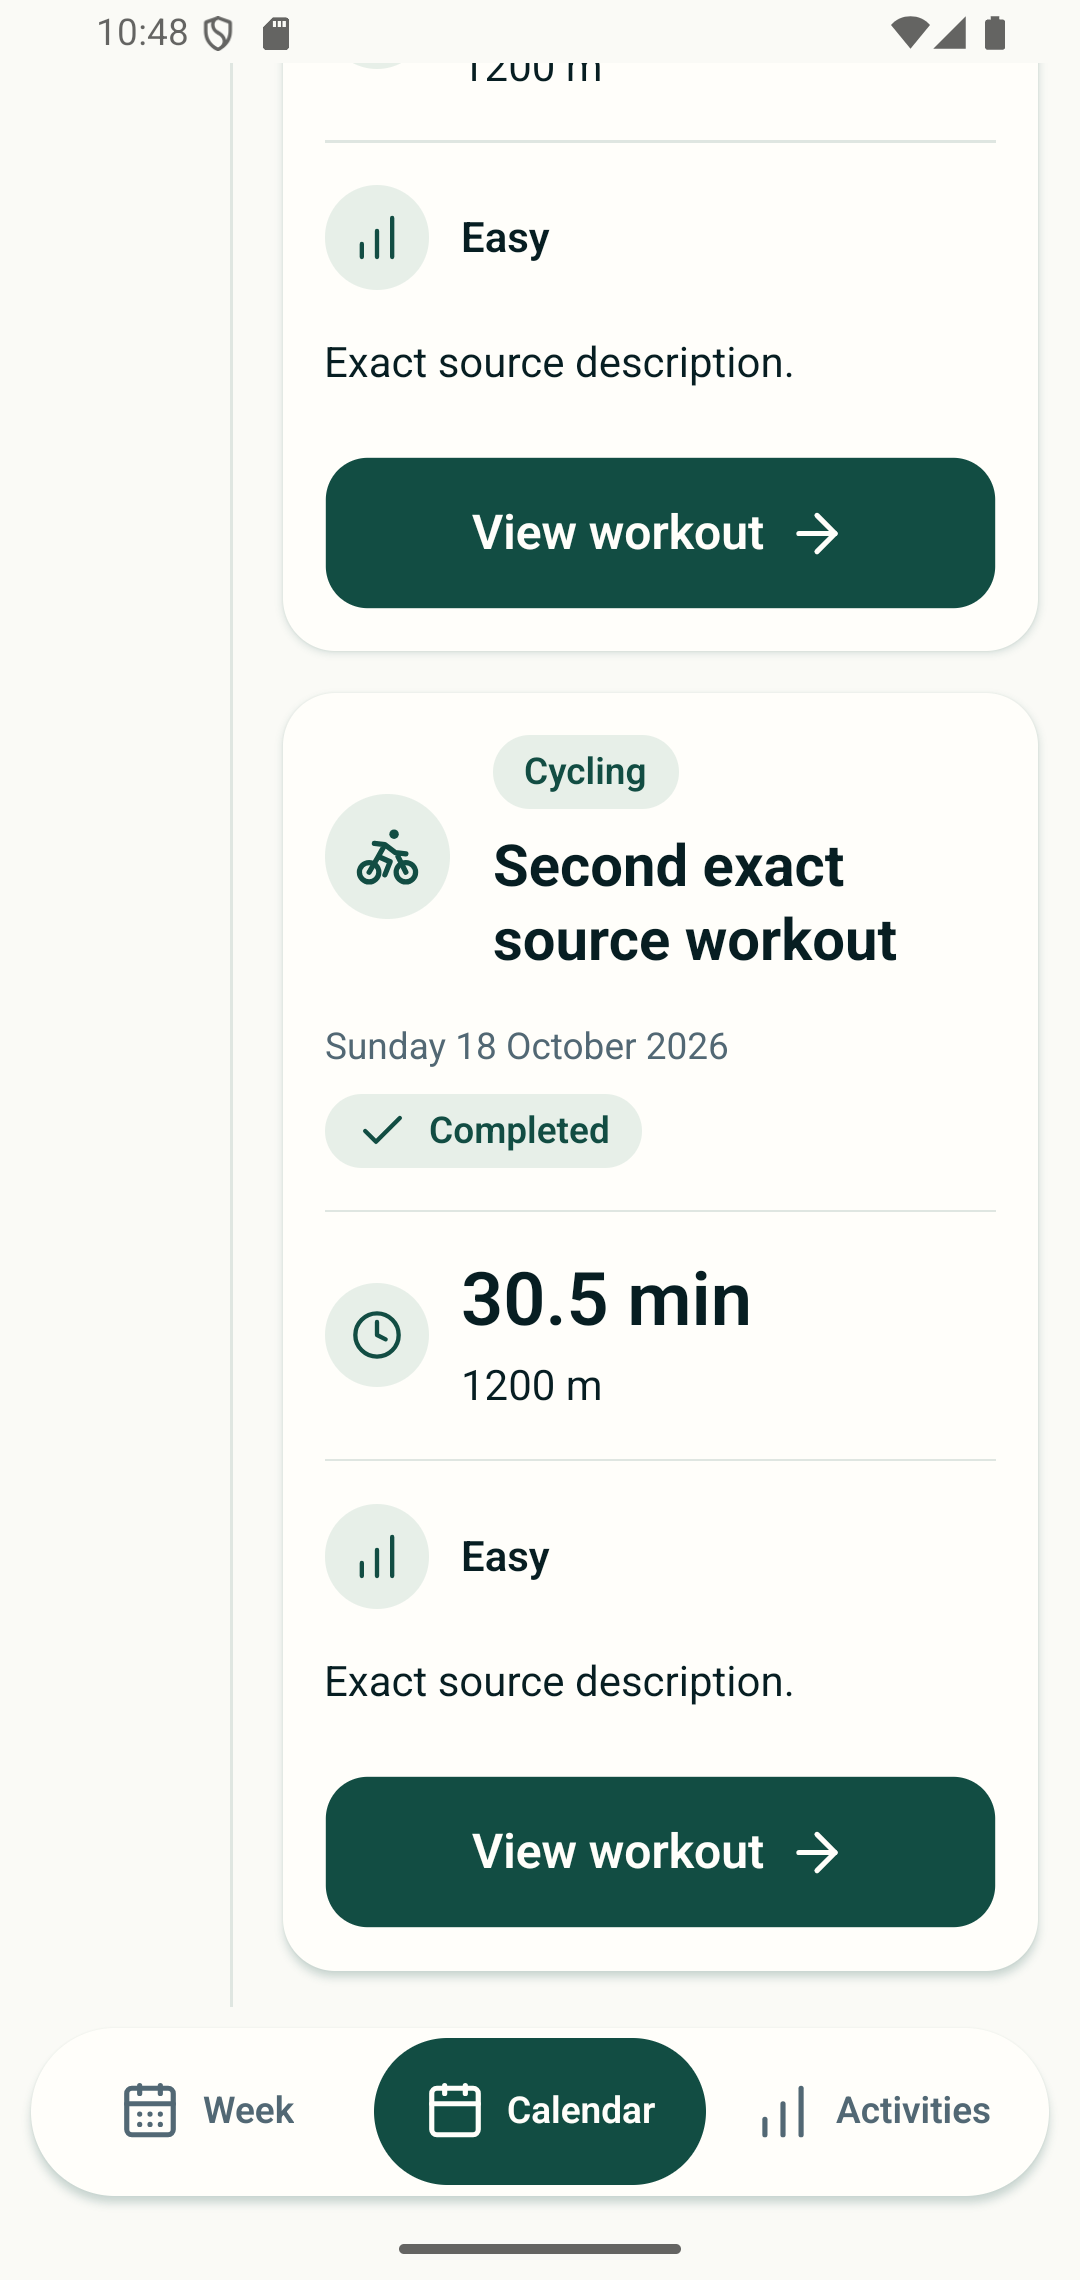 10:48
1200 m
Easy
Exact source description.
View workout
Cycling
Second exact
source workout
Sunday 18 October 2026
Completed
30.5 min
1200 m
Easy
Exact source description.
View workout
Week
Calendar
Activities